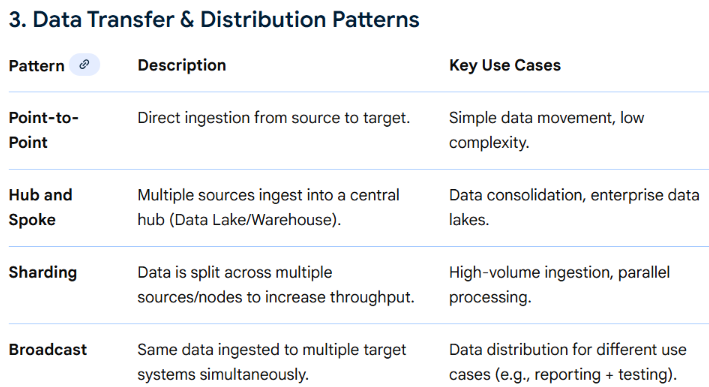 3. Data Transfer & Distribution Patterns
Pattern Description Key Use Cases
Point-to- Direct ingestion from source to target. Simple data movement, low
Point complexity.
Hub and Multiple sources ingest into a central Data consolidation, enterprise data
Spoke hub (Data Lake/Warehouse). lakes.
Sharding Data is split across multiple High-volume ingestion, parallel
sources/nodes to increase throughput. processing.
Broadcast Same data ingested to multiple target Data distribution for different use
systems simultaneously. cases (e.g., reporting + testing).